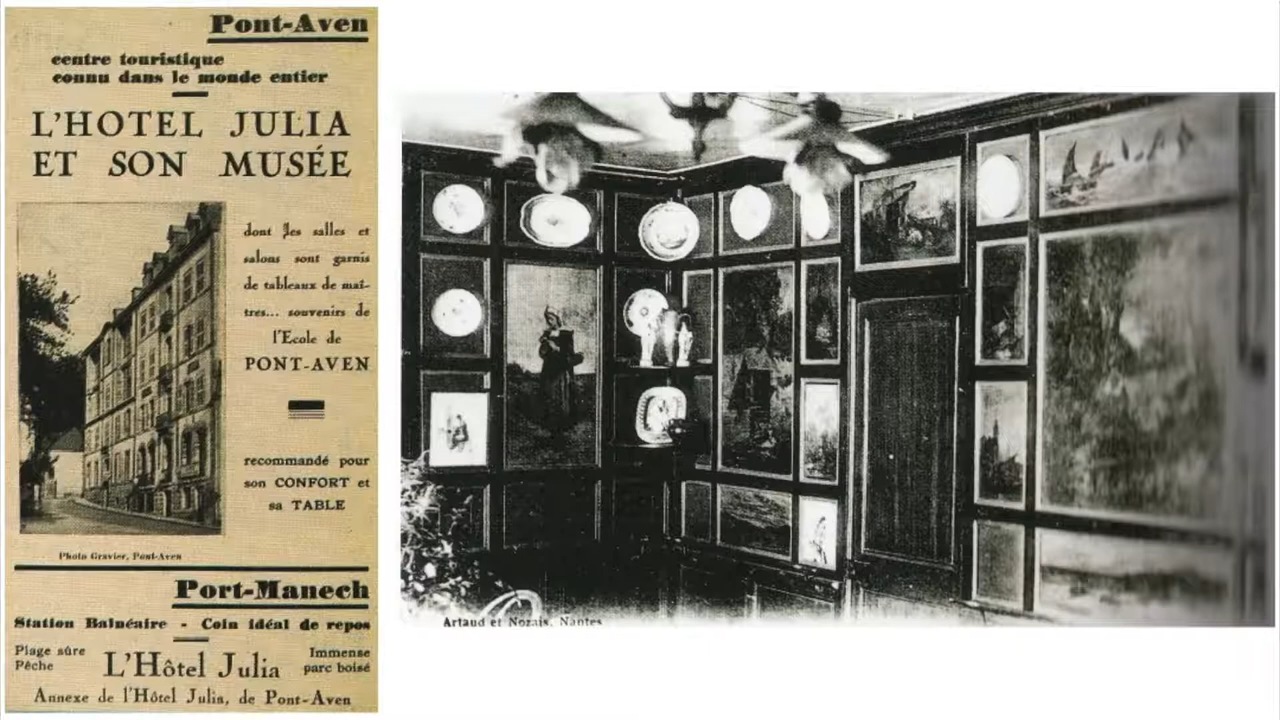 Pont-Aven
centre touristique
connu dans le monde entier
L'HOTEL JULIA
ET SON MUSÉE
dont les salles et
salons sont garnis
de tableaux de maî-
tres... souvenirs de
l'Ecole de
PONT-AVEN
recommandé pour
son CONFORT et
sa TABLE
Photo Gravier, Pont-Aven
Port-Manech
Station Balnéaire - Coin idéal de repos
Plage sûre
Pêche
L'Hôtel Julia
Immense
parc boisé
Annexe de l'Hôtel Julia, de Pont-Aven
Artaud et Nozais, Nantes